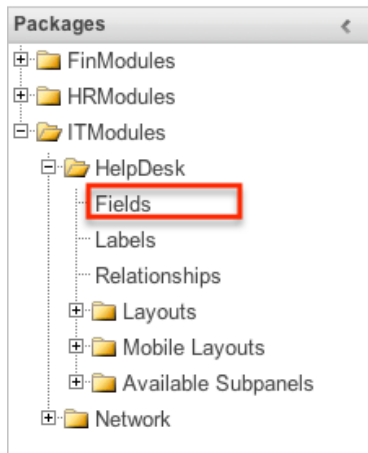 Packages
FinModules
HRModules
ITModules
HelpDesk
Fields
Labels
Relationships
Layouts
Mobile Layouts
Available Subpanels
Network